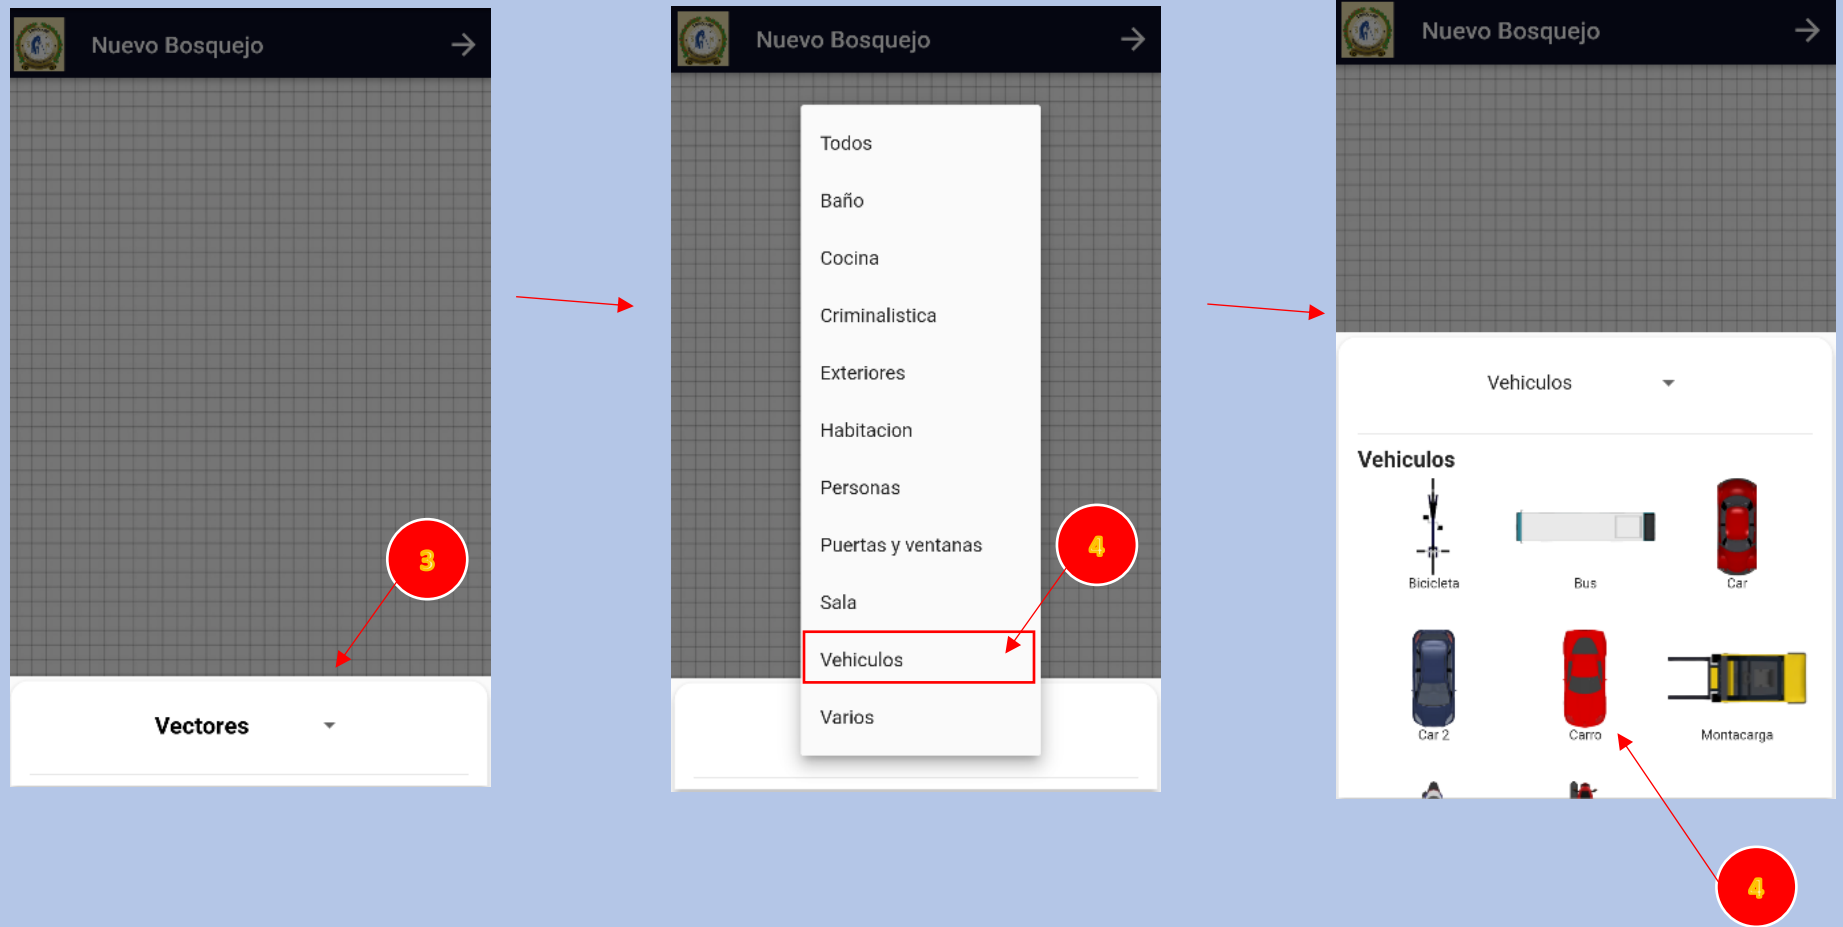 Nuevo Bosquejo
3
Vectores
Nuevo Bosquejo
Todos
Baño
Cocina
Criminalistica
Exteriores
Habitacion
Personas
Puertas y ventanas
4
Sala
Vehiculos
Varios
Nuevo Bosquejo
Vehiculos
Vehiculos
Bicicleta
Bus
Car
Car 2
Carro
Montacarga
4